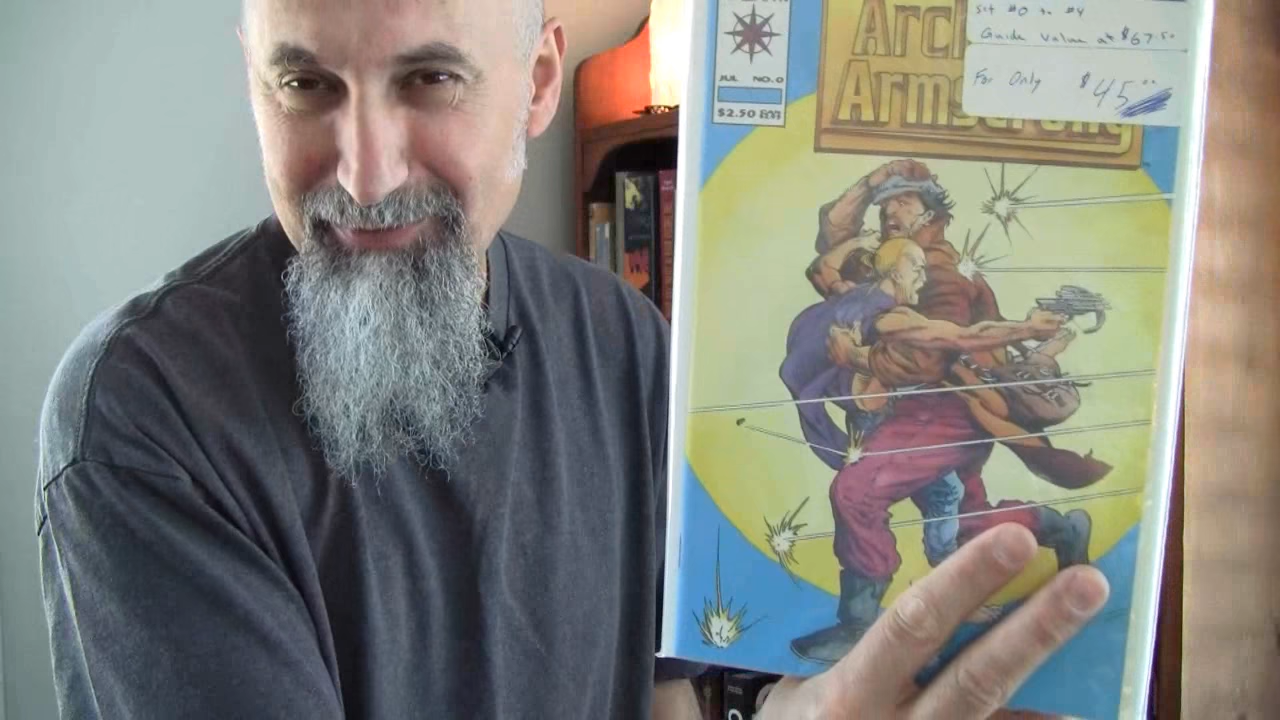 JUL NO.0
$2.50
Arch
Armstrong
Set #0 to #4
Guide Value at $67.50
For Only $45.00